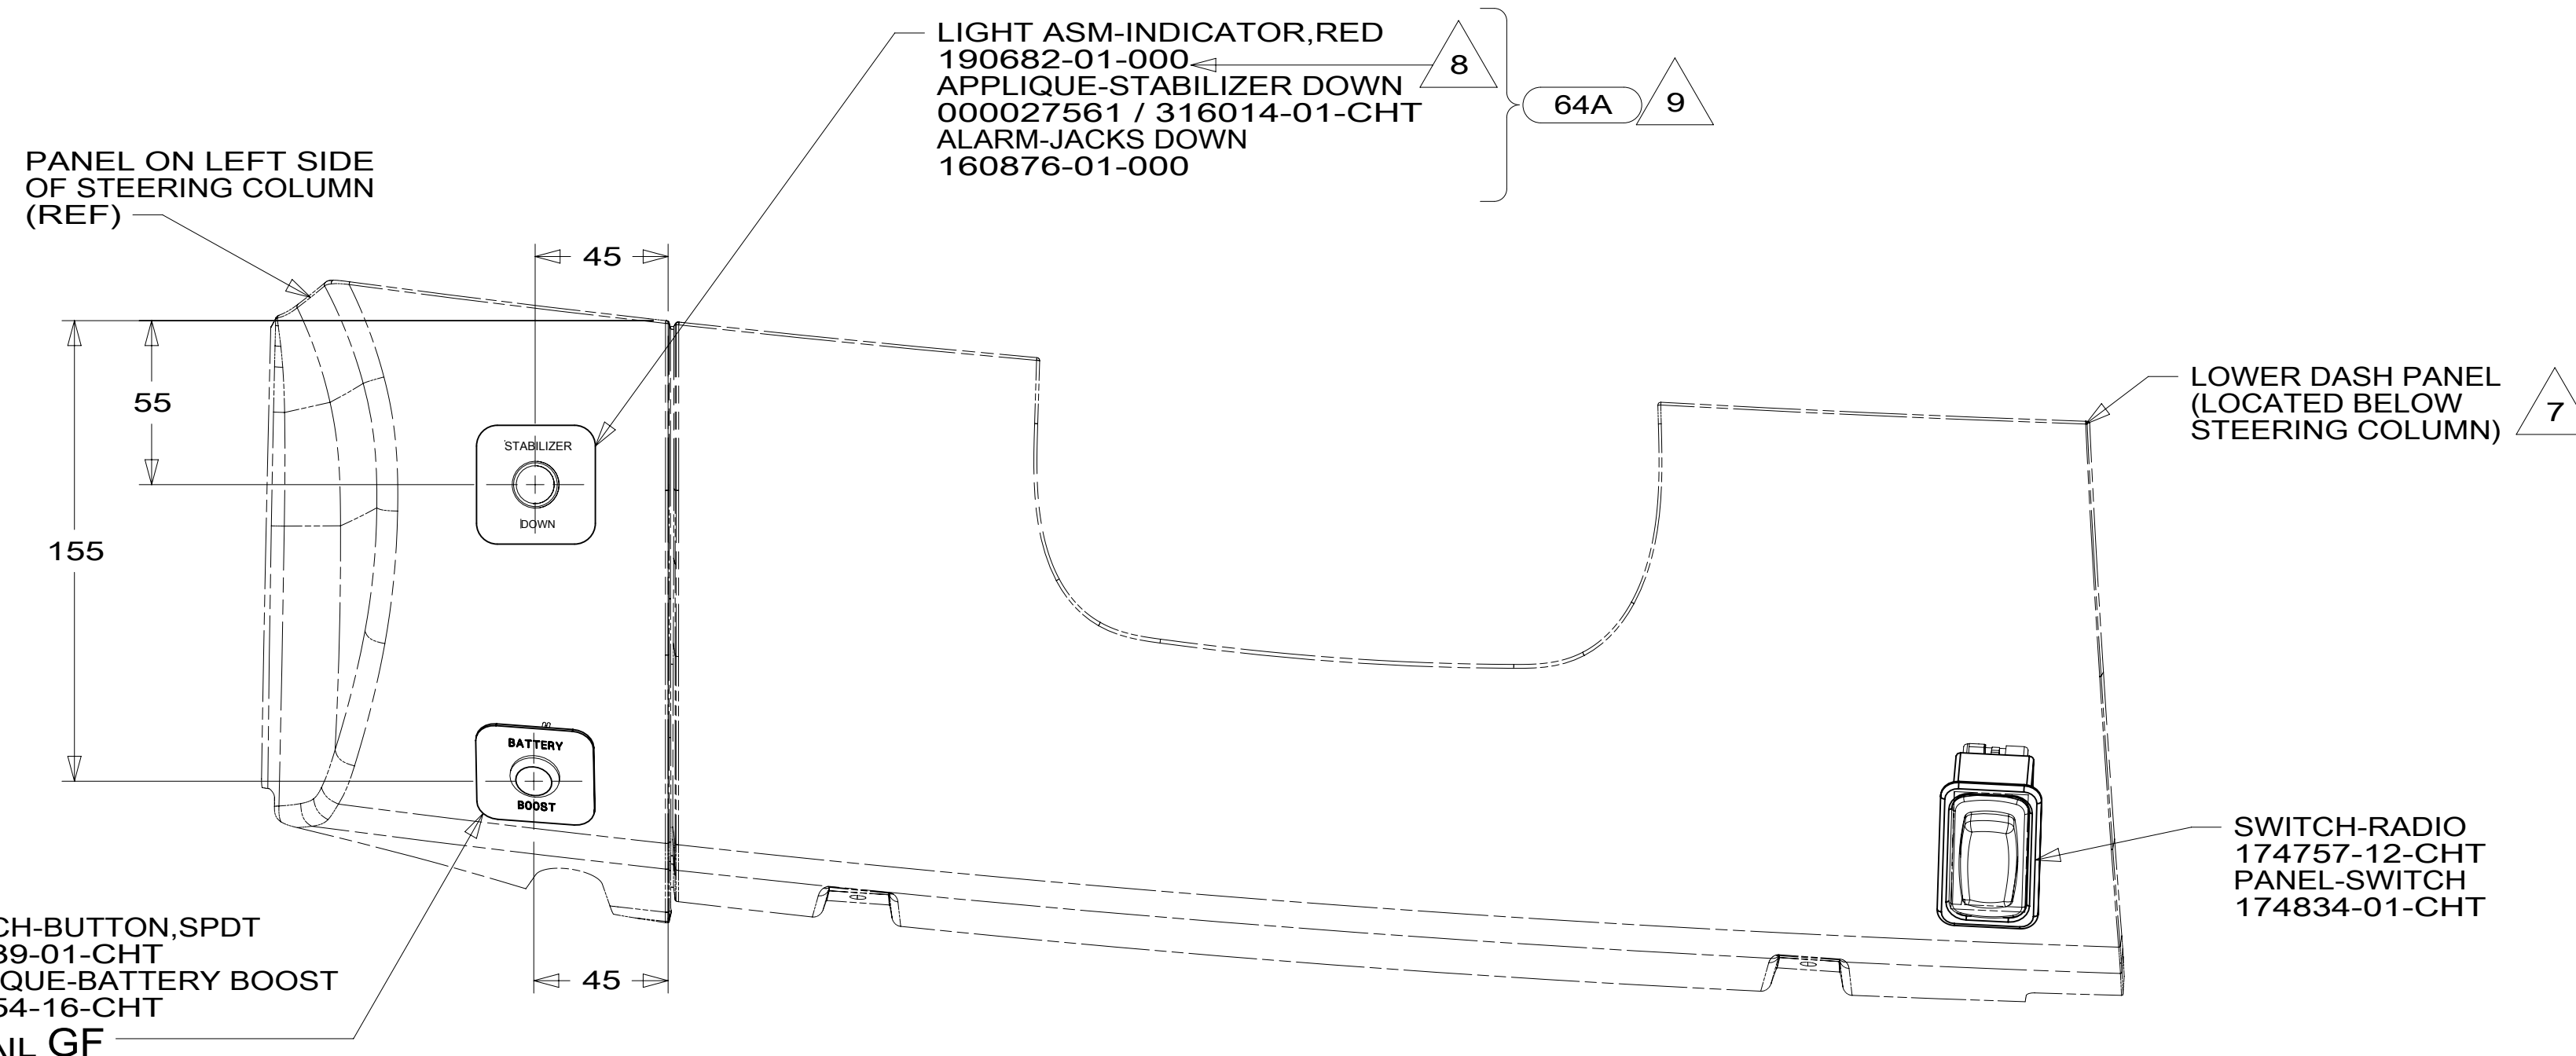 LIGHT ASM-INDICATOR,RED
190682-01-000
APPLIQUE-STABILIZER DOWN
000027561 / 316014-01-CHT
ALARM-JACKS DOWN
160876-01-000
8
64A
9
PANEL ON LEFT SIDE
OF STEERING COLUMN
(REF)
45
55
155
STABILIZER
DOWN
LOWER DASH PANEL
(LOCATED BELOW
STEERING COLUMN)
7
BATTERY
BOOST
SWITCH-RADIO
174757-12-CHT
PANEL-SWITCH
174834-01-CHT
CH-BUTTON,SPDT
39-01-CHT
QUE-BATTERY BOOST
54-16-CHT
AIL GF
45